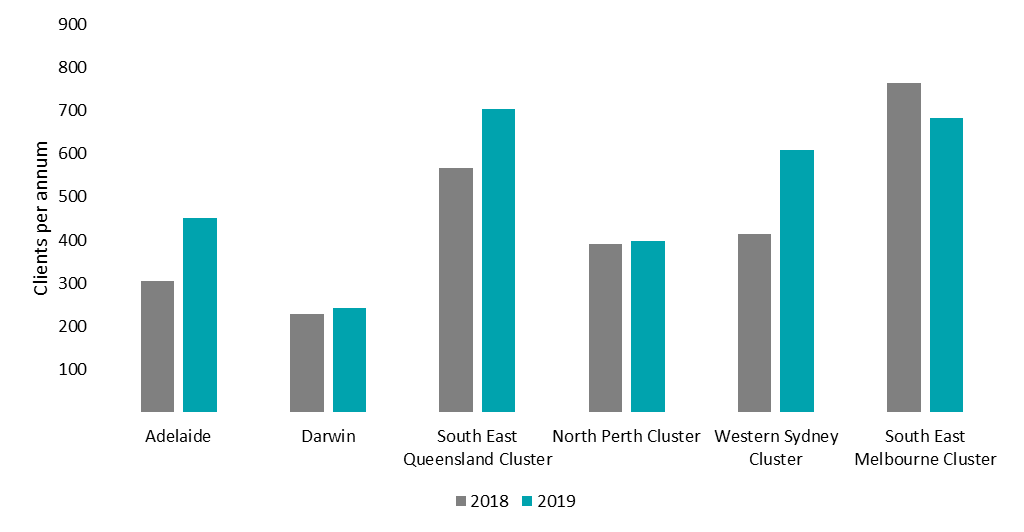 900
800
700
600
500
400
300
200
100
Clients per annum
Adelaide
Darwin
South East
Queensland Cluster
North Perth Cluster
Western Sydney
Cluster
South East
Melbourne Cluster
2018
2019